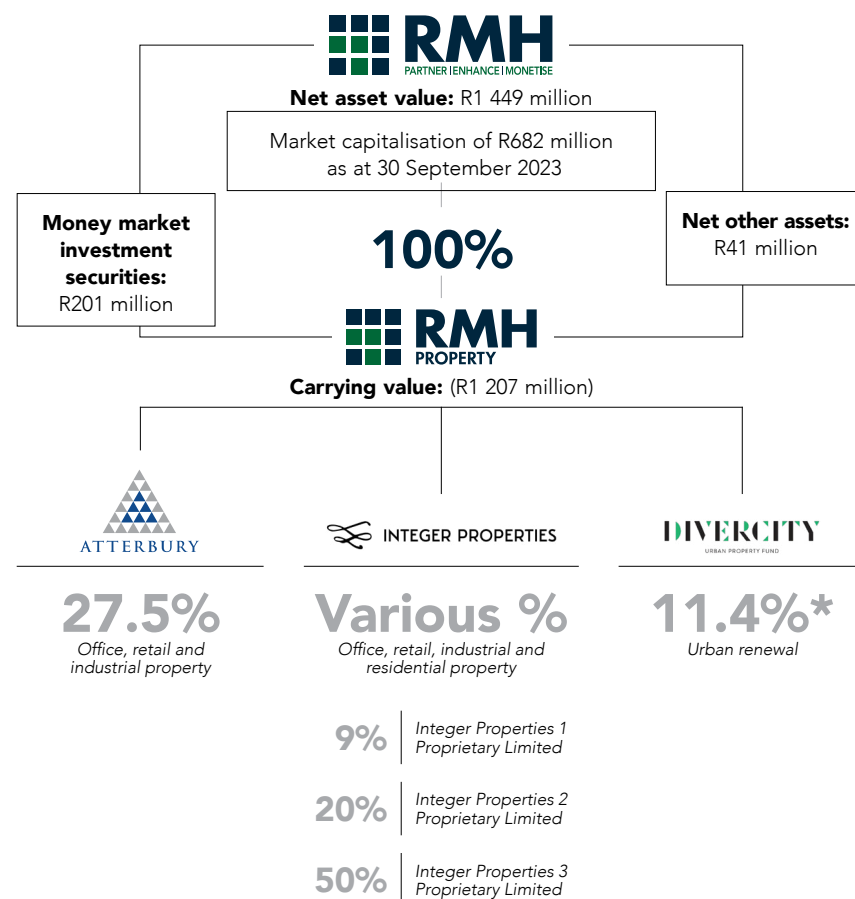 RMH
PARTNER | ENHANCE | MONETISE
Net asset value: R1 449 million
Market capitalisation of R682 million
as at 30 September 2023
Money market
investment
securities:
R201 million
100%
Net other assets:
R41 million
RMH
PROPERTY
Carrying value: (R1 207 million)
ATTERBURY
27.5%
Office, retail and
industrial property
INTEGER PROPERTIES
Various %
Office, retail, industrial and
residential property
9%
Integer Properties 1
Proprietary Limited
20%
Integer Properties 2
Proprietary Limited
50%
Integer Properties 3
Proprietary Limited
DIVERCITY
URBAN PROPERTY FUND
11.4%*
Urban renewal